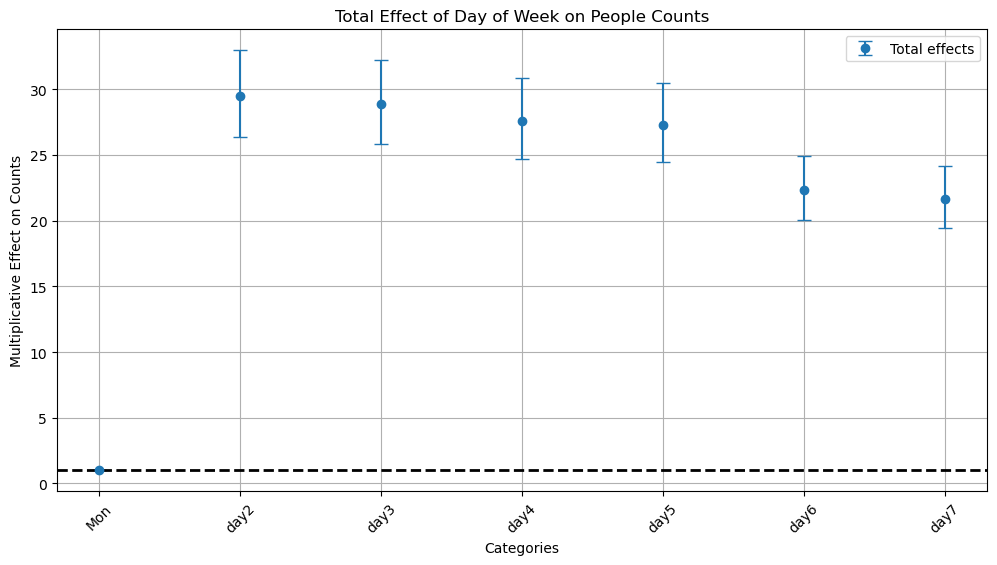 Total Effect of Day of Week on People Counts
Total effects
Multiplicative Effect on Counts
30
25
20
15
10
5
0
Mon
day2
day3
day4
day5
day6
day7
Categories